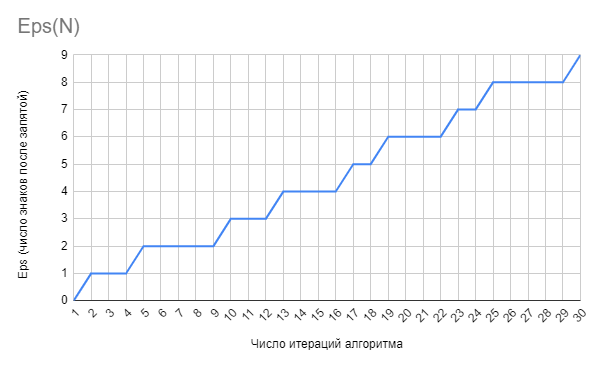 Eps(N)
Eps (число знаков после запятой)
9
8
7
6
5
4
3
2
1
0
1 2 3 4 5 6 7 8 9 10 11 12 13 14 15 16 17 18 19 20 21 22 23 24 25 26 27 28 29 30
Число итераций алгоритма